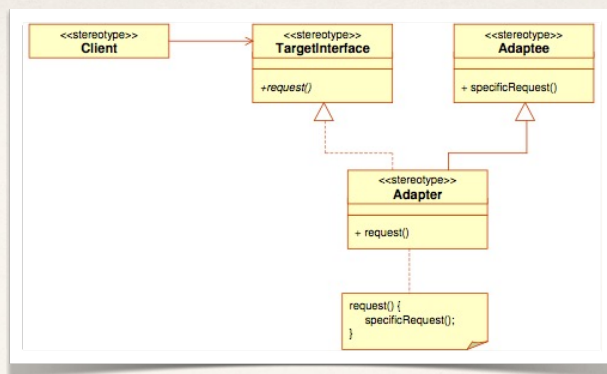 <<stereotype>>
Client
<<stereotype>>
TargetInterface
+request()
<<stereotype>>
Adaptee
+ specificRequest()
<<stereotype>>
Adapter
+ request()
request() {
specificRequest();
}